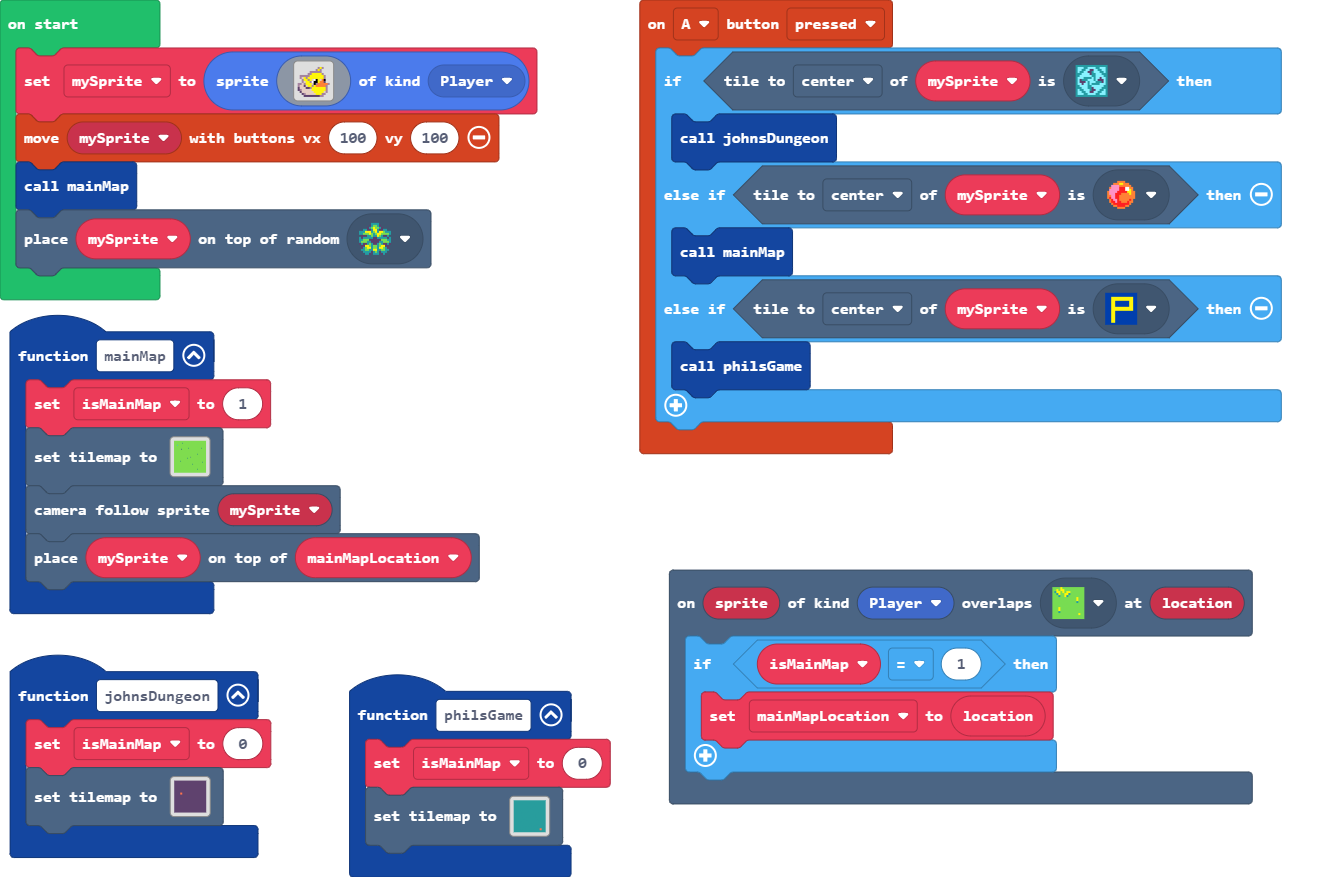 on start
set mySprite to sprite of kind Player
move mySprite with buttons vx 100 vy 100
call mainMap
place mySprite on top of random
function mainMap
set isMainMap to 1
set tilemap to
camera follow sprite mySprite
place mySprite on top of mainMapLocation
function johnsDungeon
set isMainMap to 0
set tilemap to
function philsGame
set isMainMap to 0
set tilemap to
on A button pressed
if tile to center of mySprite is then
call johnsDungeon
else if tile to center of mySprite is then
call mainMap
else if tile to center of mySprite is P then
call philsGame
on sprite of kind Player overlaps at location
if isMainMap = 1 then
set mainMapLocation to location